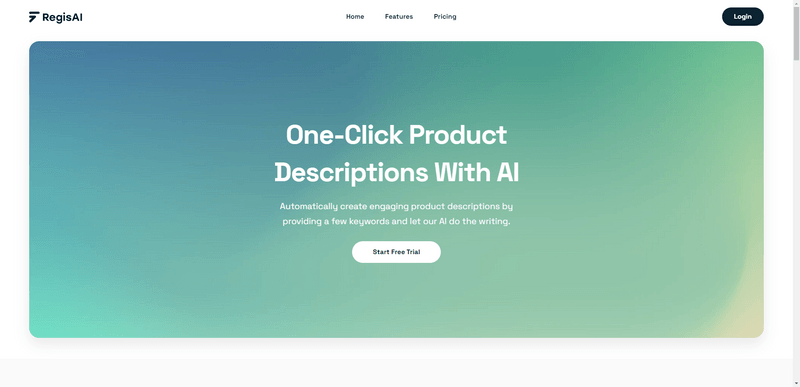 RegisAI
Home Features Pricing
Login
One-Click Product
Descriptions With AI
Automatically create engaging product descriptions by
providing a few keywords and let our AI do the writing.
Start Free Trial